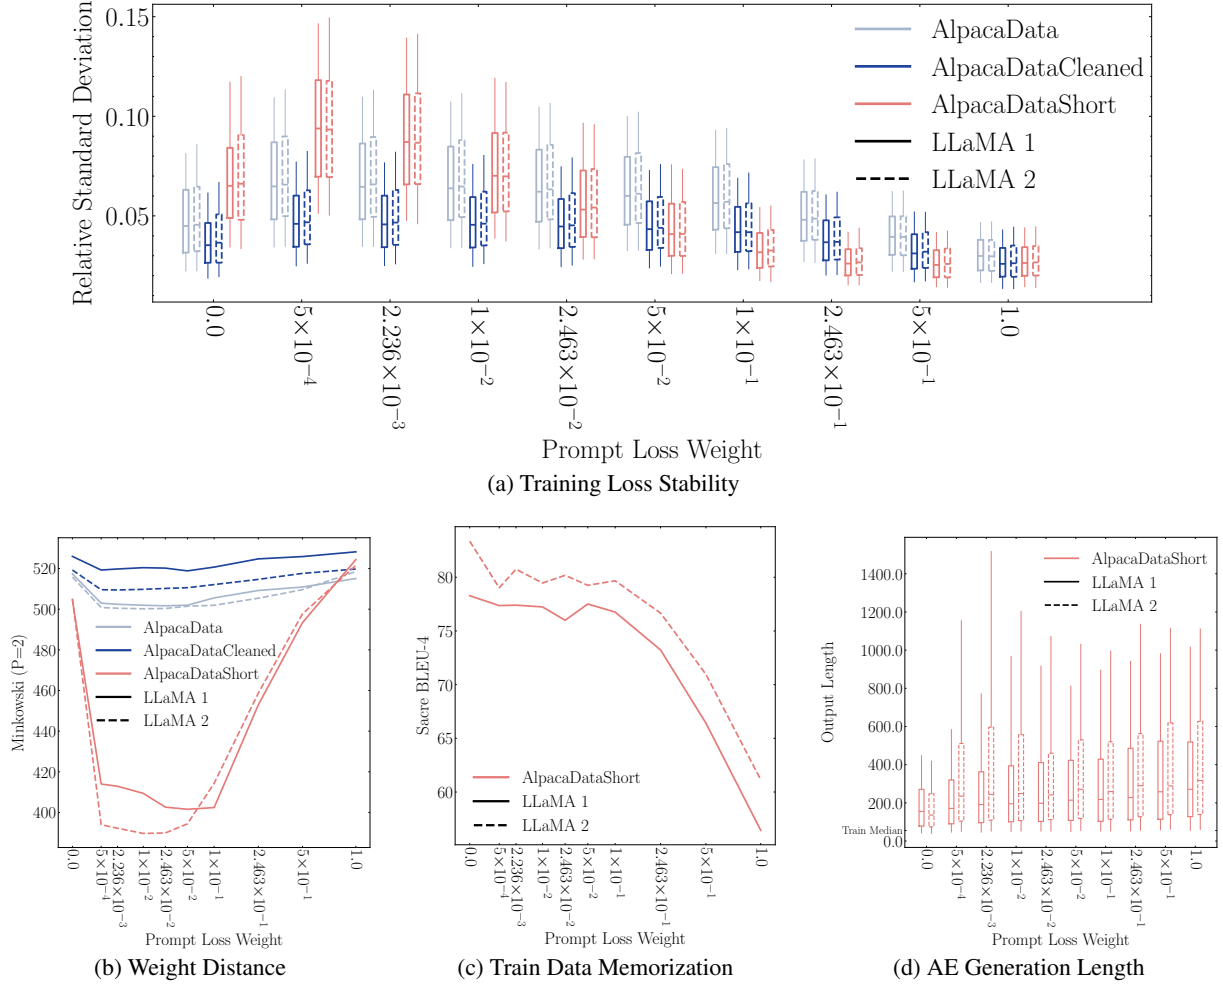 0.15
0.10
0.05
Relative Standard Deviation
AlpacaData
AlpacaDataCleaned
AlpacaDataShort
LLaMA 1
LLaMA 2
0.0
5×10⁻⁴
2.236×10⁻³
1×10⁻²
2.463×10⁻²
5×10⁻²
1×10⁻¹
2.463×10⁻¹
5×10⁻¹
1.0
Prompt Loss Weight
(a) Training Loss Stability
520
500
480
460
440
420
400
Minkowski (P=2)
AlpacaData
AlpacaDataCleaned
AlpacaDataShort
LLaMA 1
LLaMA 2
0.0
5×10⁻⁴
2.236×10⁻³
1×10⁻²
2.463×10⁻²
5×10⁻²
1×10⁻¹
2.463×10⁻¹
5×10⁻¹
1.0
Prompt Loss Weight
(b) Weight Distance
80
75
70
65
60
Sacre BLEU-4
AlpacaDataShort
LLaMA 1
LLaMA 2
0.0
5×10⁻⁴
2.236×10⁻³
1×10⁻²
2.463×10⁻²
5×10⁻²
1×10⁻¹
2.463×10⁻¹
5×10⁻¹
1.0
Prompt Loss Weight
(c) Train Data Memorization
1400.0
1200.0
1000.0
800.0
600.0
400.0
200.0
Train Median
0.0
Output Length
AlpacaDataShort
LLaMA 1
LLaMA 2
0.0
5×10⁻⁴
2.236×10⁻³
1×10⁻²
2.463×10⁻²
5×10⁻²
1×10⁻¹
2.463×10⁻¹
5×10⁻¹
1.0
Prompt Loss Weight
(d) AE Generation Length